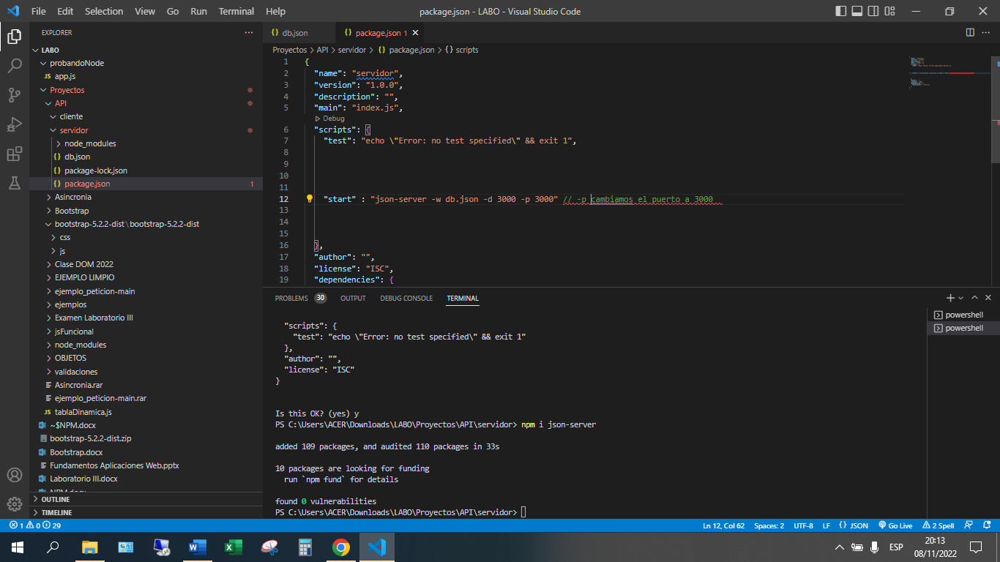 File Edit Selection View Go Run Terminal Help
package.json - LABO - Visual Studio Code
EXPLORER
LABO
probandoNode
JS app.js
Proyectos
API
cliente
servidor
node_modules
{} db.json
{} package-lock.json
{} package.json 1
Asincronia
Bootstrap
bootstrap-5.2.2-dist \ bootstrap-5.2.2-dist
css
js
Clase DOM 2022
EJEMPLO LIMPIO
ejemplo_peticion-main
ejemplos
Examen Laboratorio III
jsFuncional
node_modules
OBJETOS
validaciones
Asincronia.rar
ejemplo_peticion-main.rar
JS tablaDinamica.js
~$NPM.docx
bootstrap-5.2.2-dist.zip
Bootstrap.docx
Fundamentos Aplicaciones Web.pptx
Laboratorio III.docx
NPM.docx
OUTLINE
TIMELINE
{} db.json
{} package.json 1
Proyectos > API > servidor > {} package.json > {} scripts
1 {
2 "name": "servidor",
3 "version": "1.0.0",
4 "description": "",
5 "main": "index.js",
Debug
6 "scripts": {
7 "test": "echo \"Error: no test specified\" && exit 1",
8
9
10
11
12 "start" : "json-server -w db.json -d 3000 -p 3000" // -p cambiamos el puerto a 3000
13
14
15
16 },
17 "author": "",
18 "license": "ISC",
19 "dependencies": {
PROBLEMS 30 OUTPUT DEBUG CONSOLE TERMINAL
"scripts": {
"test": "echo \"Error: no test specified\" && exit 1"
},
"author": "",
"license": "ISC"
}
Is this OK? (yes) y
PS C:\Users\ACER\Downloads\LABO\Proyectos\API\servidor> npm i json-server
added 109 packages, and audited 110 packages in 33s
10 packages are looking for funding
run `npm fund` for details
found 0 vulnerabilities
PS C:\Users\ACER\Downloads\LABO\Proyectos\API\servidor>
powershell
powershell
1 0 29
Ln 12, Col 62 Spaces: 2 UTF-8 LF {} JSON Go Live 2 Spell
ESP
20:13
08/11/2022